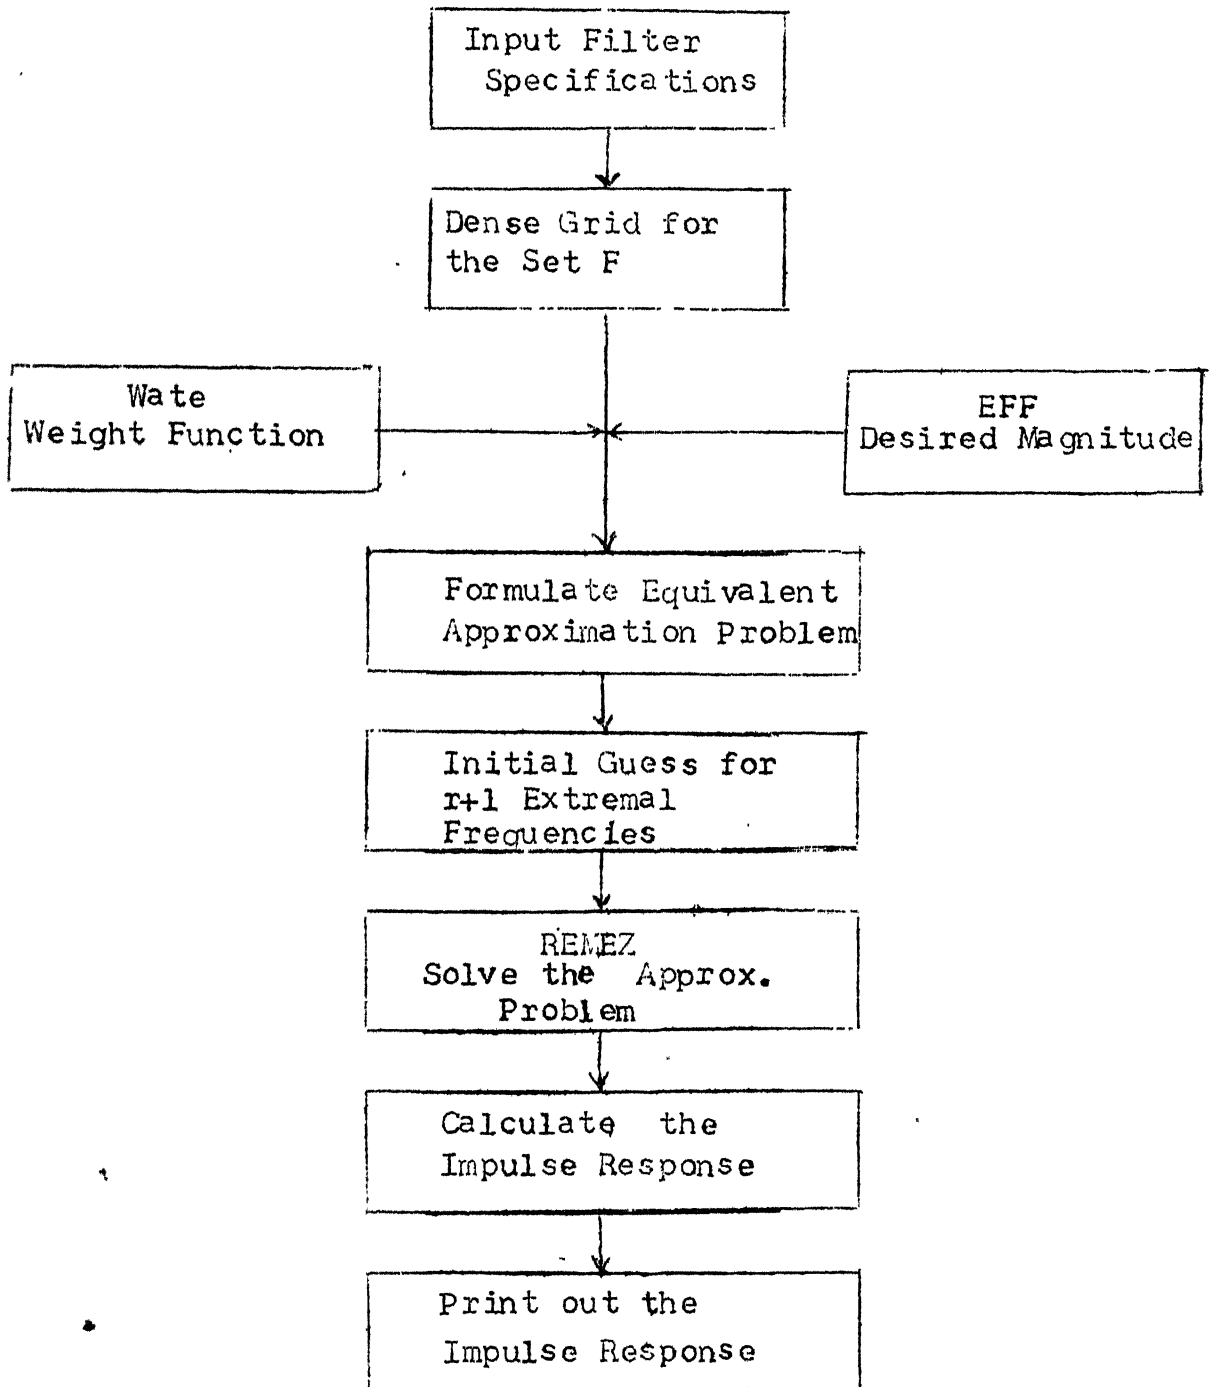 Input Filter
Specifications
Dense Grid for
the Set F
Wate
Weight Function
EFF
Desired Magnitude
Formulate Equivalent
Approximation Problem
Initial Guess for
r+1 Extremal
Frequencies
REMEZ
Solve the Approx.
Problem
Calculate the
Impulse Response
Print out the
Impulse Response